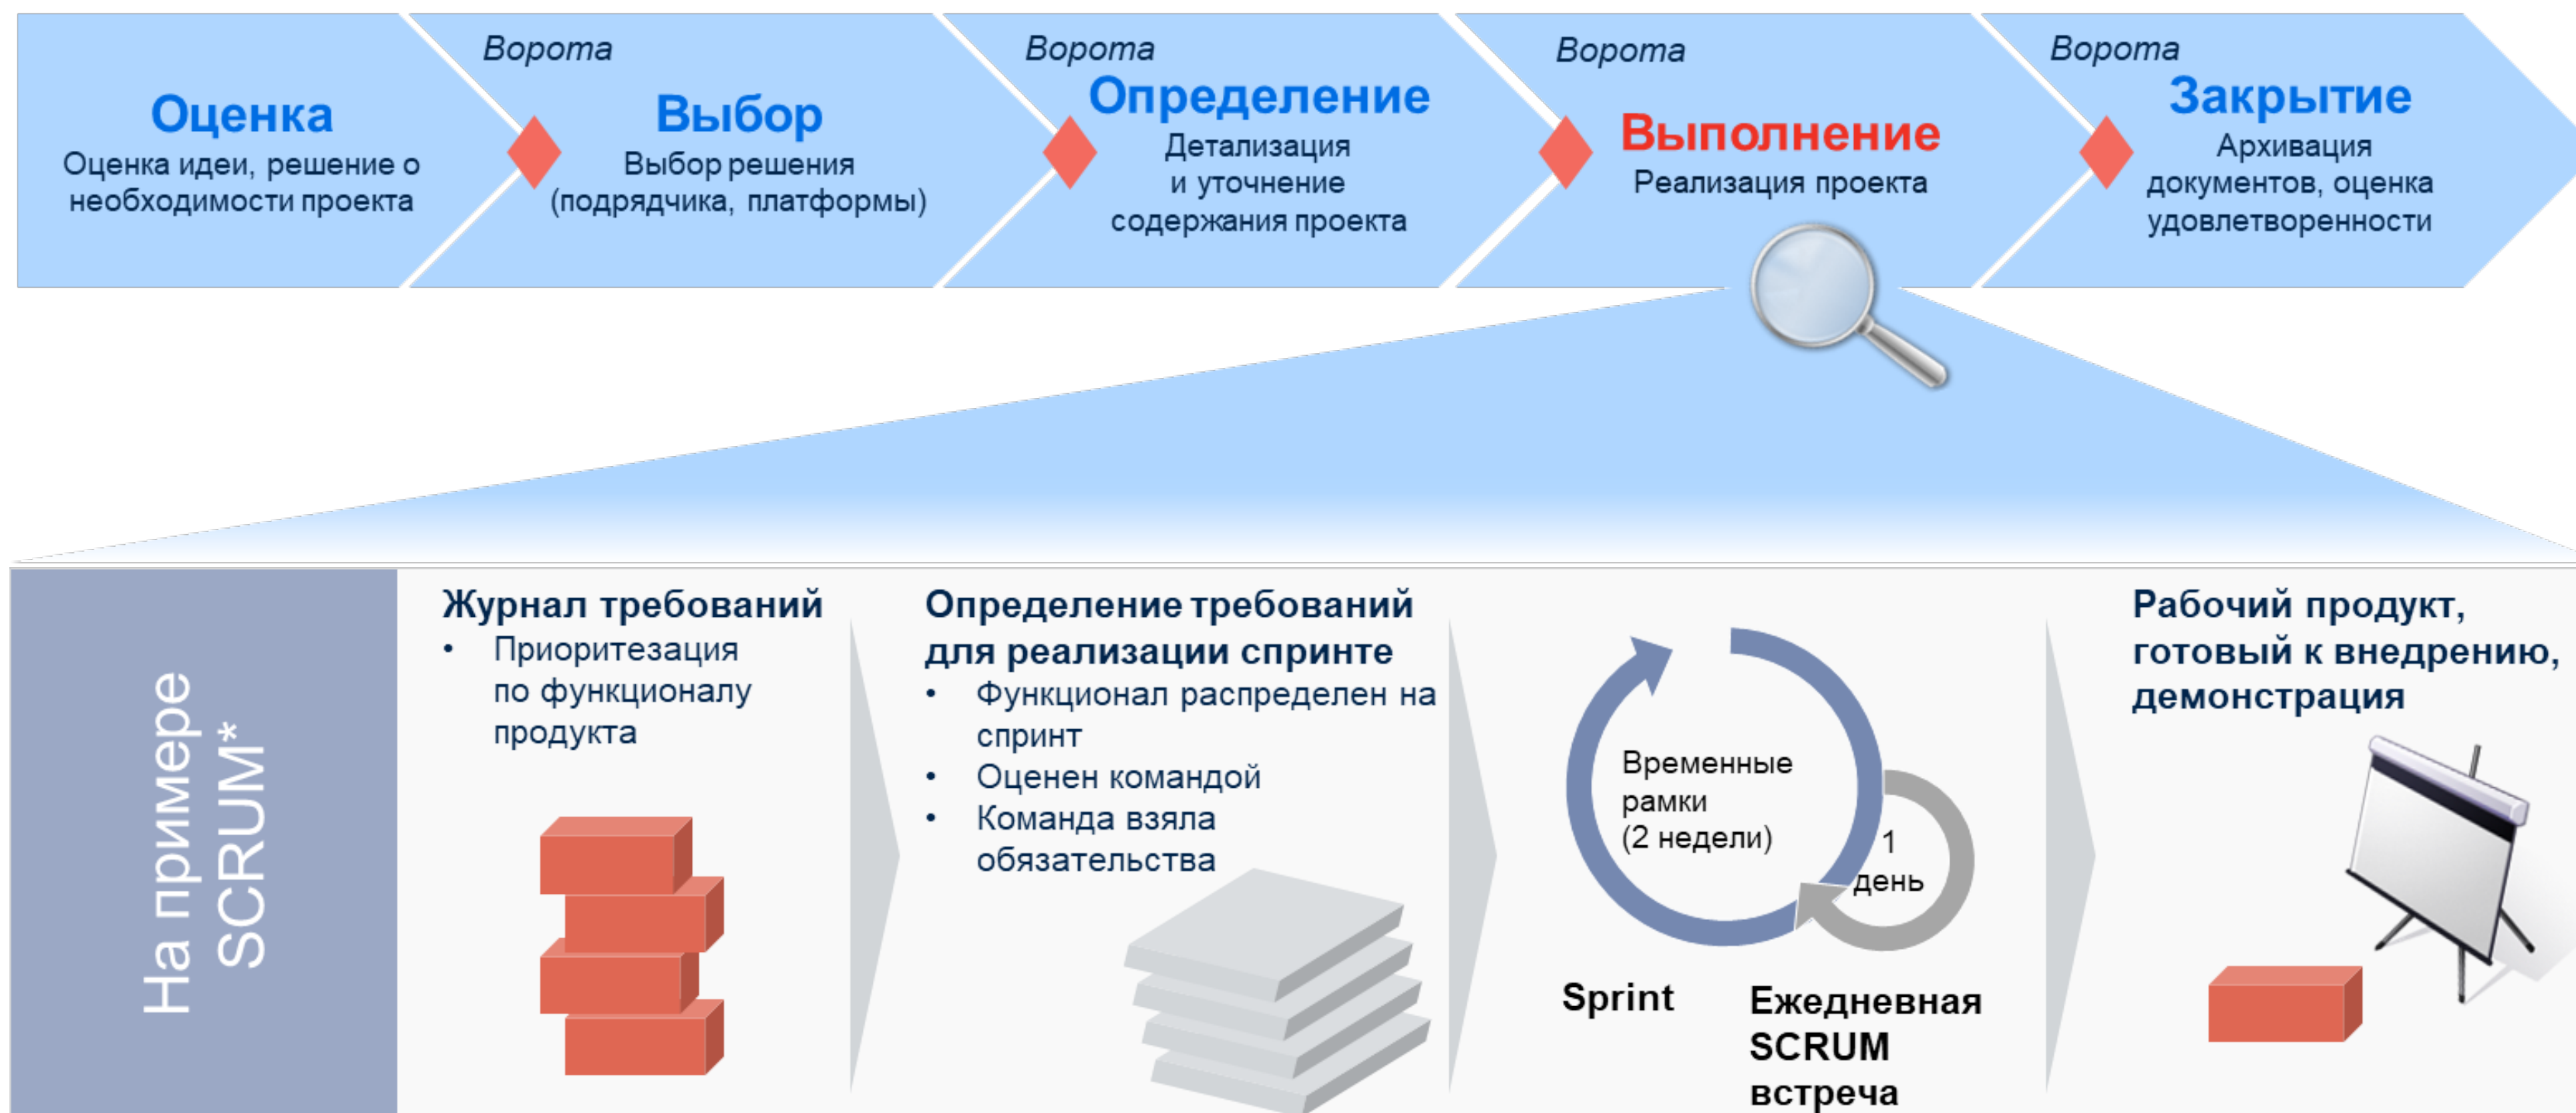 Оценка
Оценка идеи, решение о
необходимости проекта
Ворота
Выбор
Выбор решения
(подрядчика, платформы)
Ворота
Определение
Детализация
и уточнение
содержания проекта
Ворота
Выполнение
Реализация проекта
Ворота
Закрытие
Архивация
документов, оценка
удовлетворенности
На примере
SCRUM*
Журнал требований
• Приоритезация
по функционалу
продукта
Определение требований
для реализации спринте
• Функционал распределен на
спринт
• Оценен командой
• Команда взяла
обязательства
Временные
рамки
(2 недели)
1
день
Sprint
Ежедневная
SCRUM
встреча
Рабочий продукт,
готовый к внедрению,
демонстрация